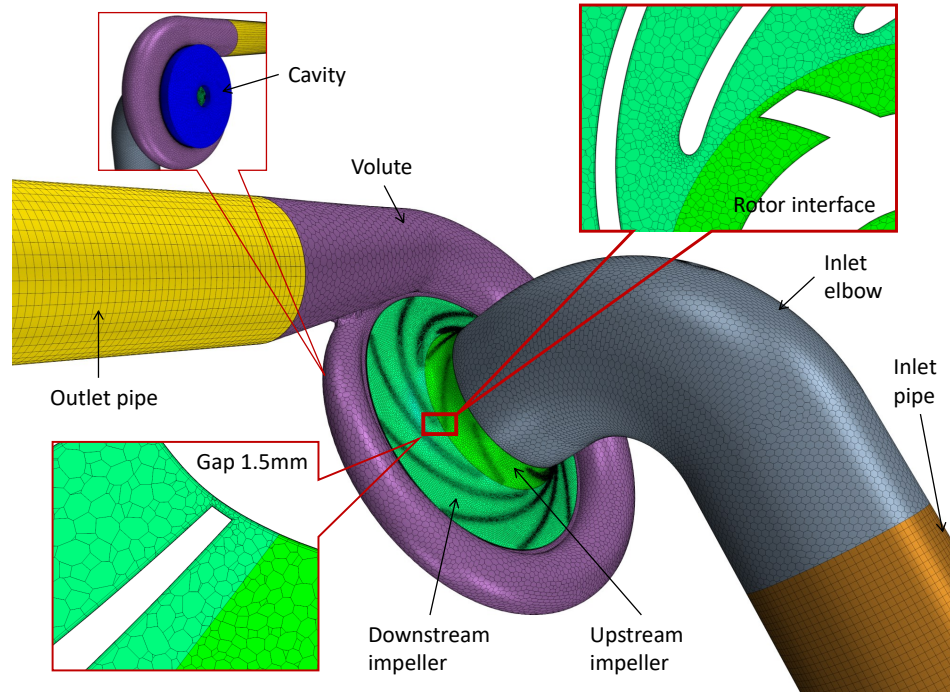 Cavity
Volute
Rotor interface
Inlet
elbow
Inlet
pipe
Outlet pipe
Gap 1.5mm
Downstream
impeller
Upstream
impeller